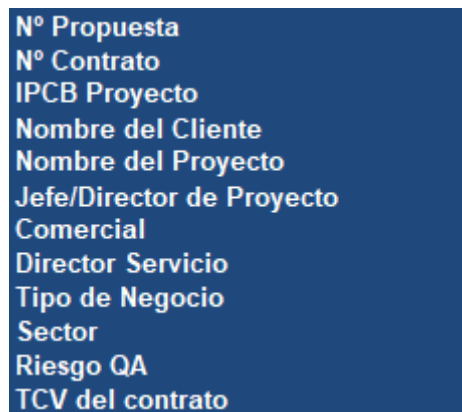 Nº Propuesta
Nº Contrato
IPCB Proyecto
Nombre del Cliente
Nombre del Proyecto
Jefe/Director de Proyecto
Comercial
Director Servicio
Tipo de Negocio
Sector
Riesgo QA
TCV del contrato